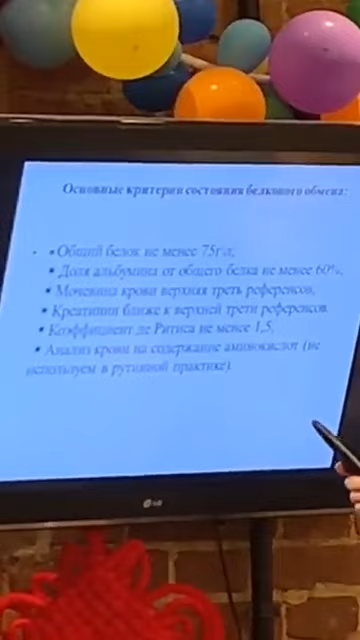 Основные критерии состояния белкового обмена:
• Общий белок не менее 75г/л;
• Доля альбумина от общего белка не менее 60%,
• Мочевина крови верхняя треть референсов,
• Креатинин ближе к верхней трети референсов.
• Коэффициент де Ритиса не менее 1,5,
• Анализ крови на содержание аминокислот (не
используем в рутинной практике).
LG